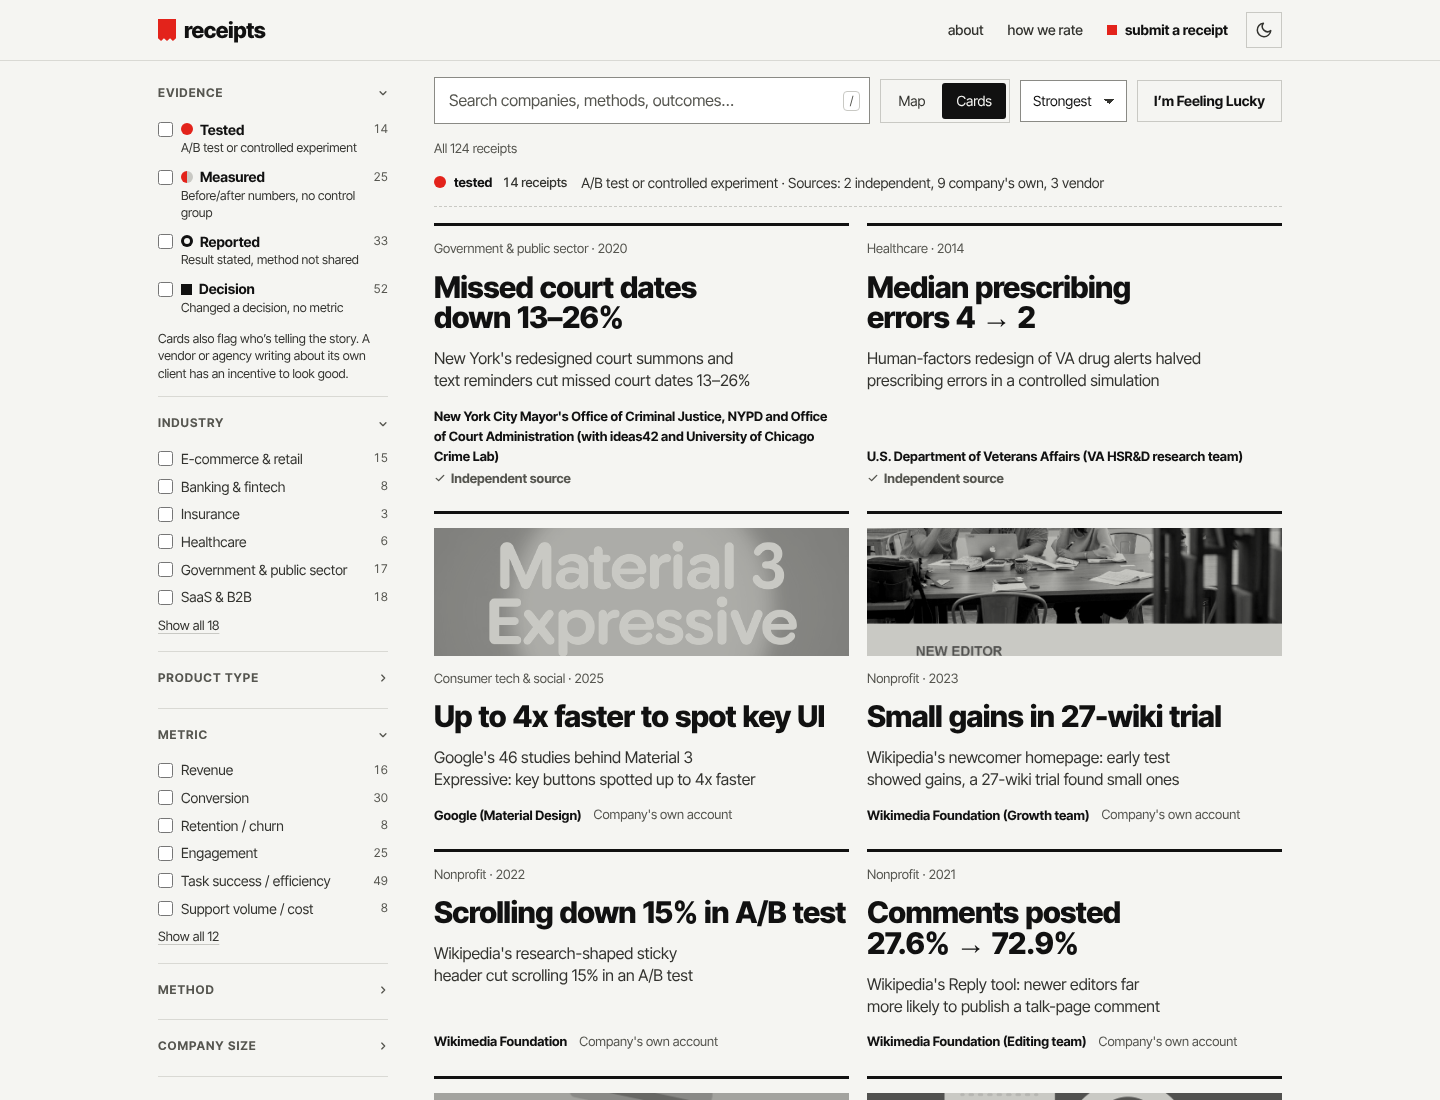 receipts
about
how we rate
submit a receipt
EVIDENCE
Tested 14
A/B test or controlled experiment
Measured 25
Before/after numbers, no control
group
Reported 33
Result stated, method not shared
Decision 52
Changed a decision, no metric
Cards also flag who's telling the story. A
vendor or agency writing about its own
client has an incentive to look good.
INDUSTRY
E-commerce & retail 15
Banking & fintech 8
Insurance 3
Healthcare 6
Government & public sector 17
SaaS & B2B 18
Show all 18
PRODUCT TYPE
METRIC
Revenue 16
Conversion 30
Retention / churn 8
Engagement 25
Task success / efficiency 49
Support volume / cost 8
Show all 12
METHOD
COMPANY SIZE
Search companies, methods, outcomes... /
Map
Cards
Strongest
I'm Feeling Lucky
All 124 receipts
tested 14 receipts A/B test or controlled experiment · Sources: 2 independent, 9 company's own, 3 vendor
Government & public sector · 2020
Missed court dates
down 13–26%
New York's redesigned court summons and
text reminders cut missed court dates 13–26%
New York City Mayor's Office of Criminal Justice, NYPD and Office
of Court Administration (with ideas42 and University of Chicago
Crime Lab)
✓ Independent source
Healthcare · 2014
Median prescribing
errors 4 → 2
Human-factors redesign of VA drug alerts halved
prescribing errors in a controlled simulation
U.S. Department of Veterans Affairs (VA HSR&D research team)
✓ Independent source
Material 3
Expressive
Consumer tech & social · 2025
Up to 4x faster to spot key UI
Google's 46 studies behind Material 3
Expressive: key buttons spotted up to 4x faster
Google (Material Design) Company's own account
NEW EDITOR
Nonprofit · 2023
Small gains in 27-wiki trial
Wikipedia's newcomer homepage: early test
showed gains, a 27-wiki trial found small ones
Wikimedia Foundation (Growth team) Company's own account
Nonprofit · 2022
Scrolling down 15% in A/B test
Wikipedia's research-shaped sticky
header cut scrolling 15% in an A/B test
Wikimedia Foundation Company's own account
Nonprofit · 2021
Comments posted
27.6% → 72.9%
Wikipedia's Reply tool: newer editors far
more likely to publish a talk-page comment
Wikimedia Foundation (Editing team) Company's own account